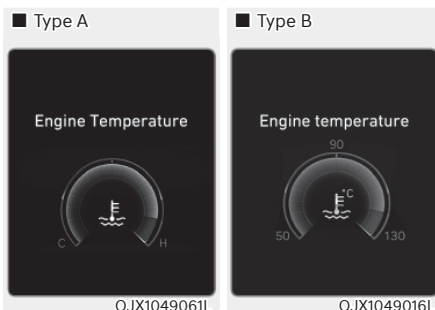 ■ Type A
Engine Temperature
C
H
OJX1049061L
■ Type B
Engine temperature
90
°C
50
130
OJX1049016L